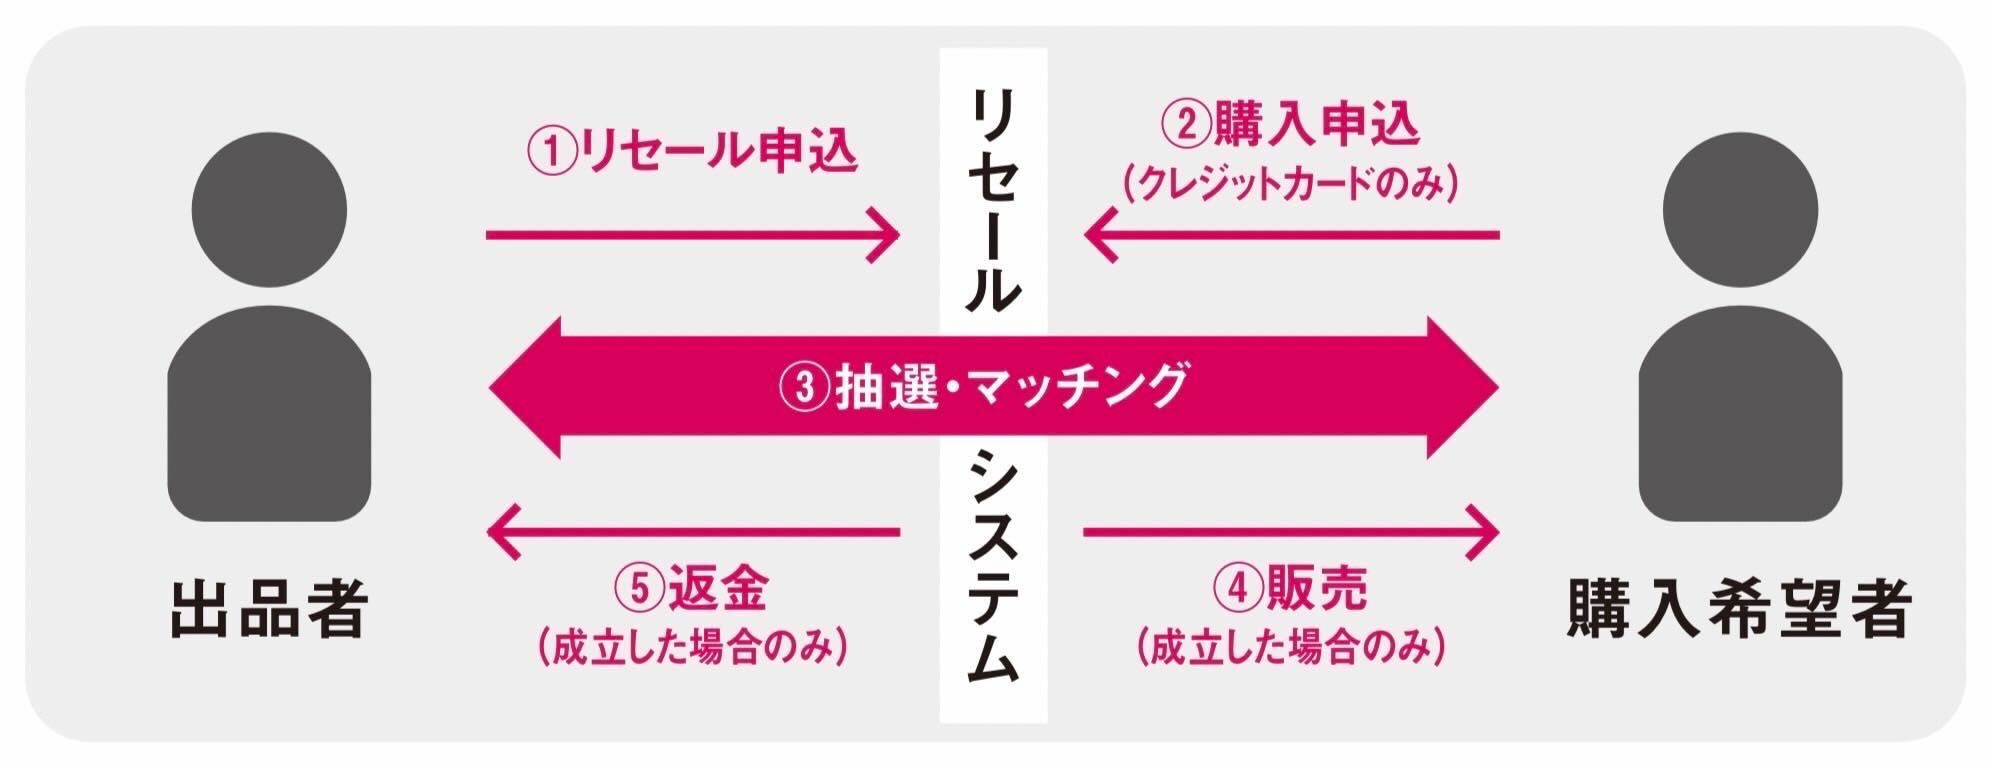 ①リセール申込
②購入申込
(クレジットカードのみ)
リセール
③抽選・マッチング
システム
⑤返金
(成立した場合のみ)
④販売
(成立した場合のみ)
出品者
購入希望者